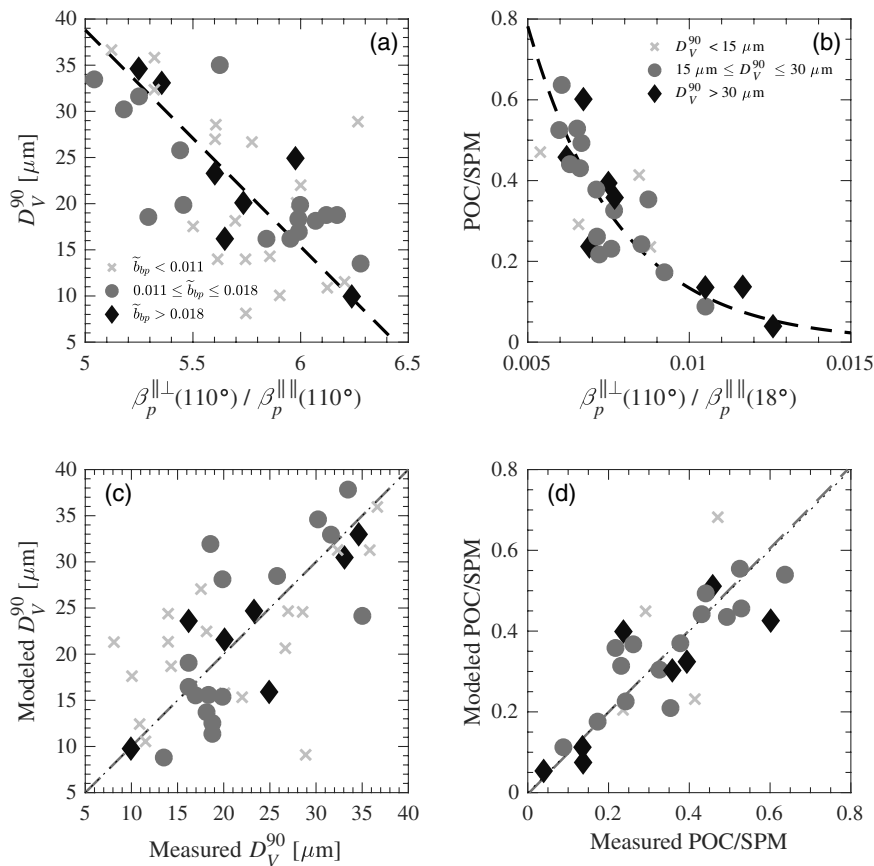 (a)
40
35
30
25
20
15
10
5
D_V^90 [μm]
b̃_bp < 0.011
0.011 ≤ b̃_bp ≤ 0.018
b̃_bp > 0.018
5 5.5 6 6.5
β_p^∥⊥(110°) / β_p^∥∥(110°)
(b)
D_V^90 < 15 μm
15 μm ≤ D_V^90 ≤ 30 μm
D_V^90 > 30 μm
0.8
0.6
0.4
0.2
0
POC/SPM
0.005 0.01 0.015
β_p^∥⊥(110°) / β_p^∥∥(18°)
(c)
40
35
30
25
20
15
10
5
Modeled D_V^90 [μm]
5 10 15 20 25 30 35 40
Measured D_V^90 [μm]
(d)
0.8
0.6
0.4
0.2
0.0
Modeled POC/SPM
0 0.2 0.4 0.6 0.8
Measured POC/SPM